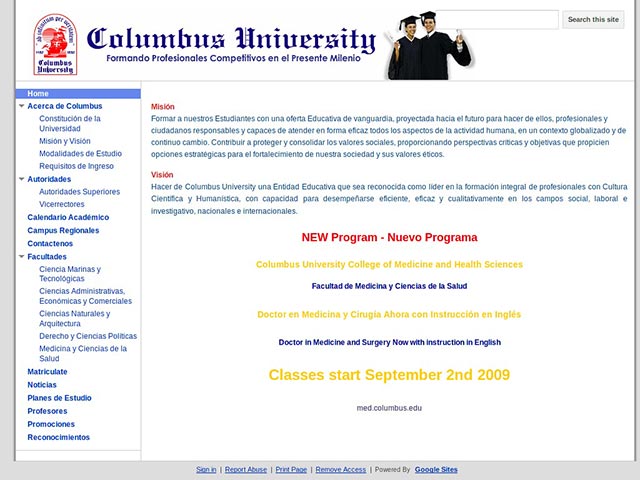 Columbus University
Formando Profesionales Competitivos en el Presente Milenio
Columbus
University
Search this site
Home
Acerca de Columbus
Constitución de la
Universidad
Misión y Visión
Modalidades de Estudio
Requisitos de Ingreso
Autoridades
Autoridades Superiores
Vicerrectores
Calendario Académico
Campus Regionales
Contactenos
Facultades
Ciencia Marinas y
Tecnológicas
Ciencias Administrativas,
Económicas y Comerciales
Ciencias Naturales y
Arquitectura
Derecho y Ciencias Políticas
Medicina y Ciencias de la
Salud
Matriculate
Noticias
Planes de Estudio
Profesores
Promociones
Reconocimientos
Misión
Formar a nuestros Estudiantes con una oferta Educativa de vanguardia, proyectada hacia el futuro para hacer de ellos, profesionales y
ciudadanos responsables y capaces de atender en forma eficaz todos los aspectos de la actividad humana, en un contexto globalizado y de
continuo cambio. Contribuir a proteger y consolidar los valores sociales, proporcionando perspectivas criticas y objetivas que propicien
opciones estratégicas para el fortalecimiento de nuestra sociedad y sus valores éticos.
Visión
Hacer de Columbus University una Entidad Educativa que sea reconocida como líder en la formación integral de profesionales con Cultura
Científica y Humanística, con capacidad para desempeñarse eficiente, eficaz y cualitativamente en los campos social, laboral e
investigativo, nacionales e internacionales.
NEW Program - Nuevo Programa
Columbus University College of Medicine and Health Sciences
Facultad de Medicina y Ciencias de la Salud
Doctor en Medicina y Cirugía Ahora con Instrucción en Inglés
Doctor in Medicine and Surgery Now with instruction in English
Classes start September 2nd 2009
med.columbus.edu
Sign in | Report Abuse | Print Page | Remove Access | Powered By Google Sites